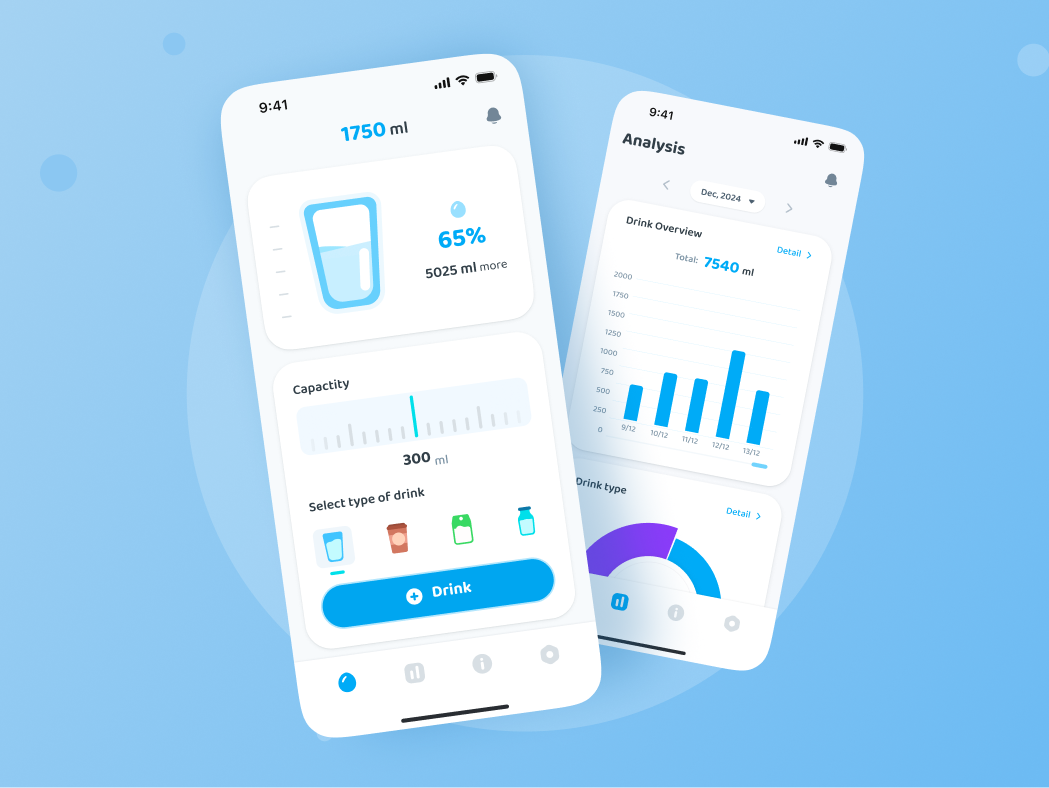 9:41
1750 ml
65%
5025 ml more
Capactity
300 ml
Select type of drink
Drink
9:41
Analysis
Dec, 2024
Drink Overview
Detail
Total: 7540 ml
2000
1750
1500
1250
1000
750
500
250
0
9/12 10/12 11/12 12/12 13/12
Drink type
Detail